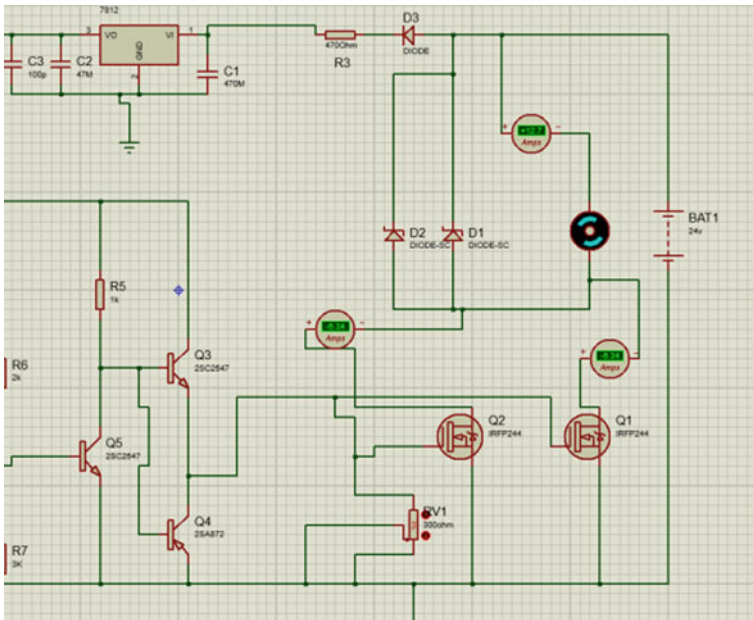 7812
3
VO
VI
1
GND
2
C3
100p
C2
47M
C1
470M
470Ohm
R3
D3
DIODE
+
+12.7
-
Amps
BAT1
24v
D2
DIODE-SC
D1
DIODE-SC
R5
1k
+
-6.34
-
Amps
+
-6.34
-
Amps
R6
2k
Q3
2SC2547
Q5
2SC2547
Q2
IRFP244
Q1
IRFP244
Q4
2SA872
RV1
300ohm
R7
3K